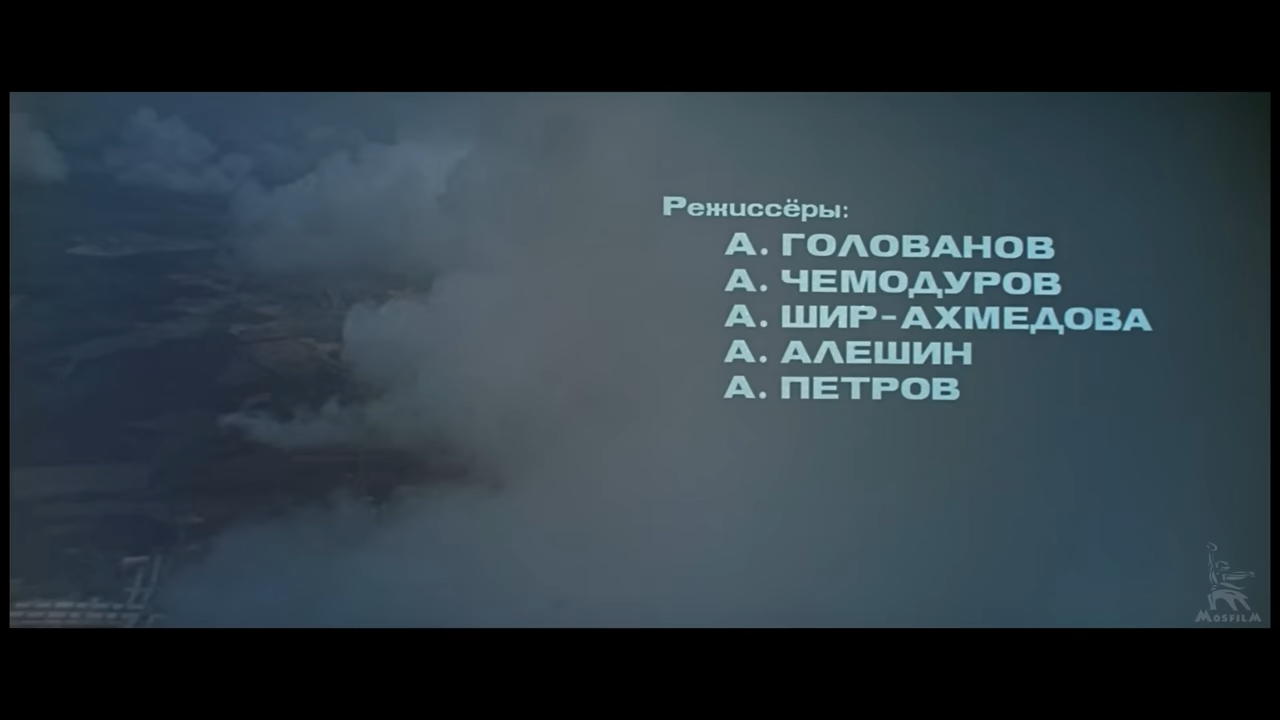 Режиссёры:
А. ГОЛОВАНОВ
А. ЧЕМОДУРОВ
А. ШИР-АХМЕДОВА
А. АЛЕШИН
А. ПЕТРОВ
MOSFILM